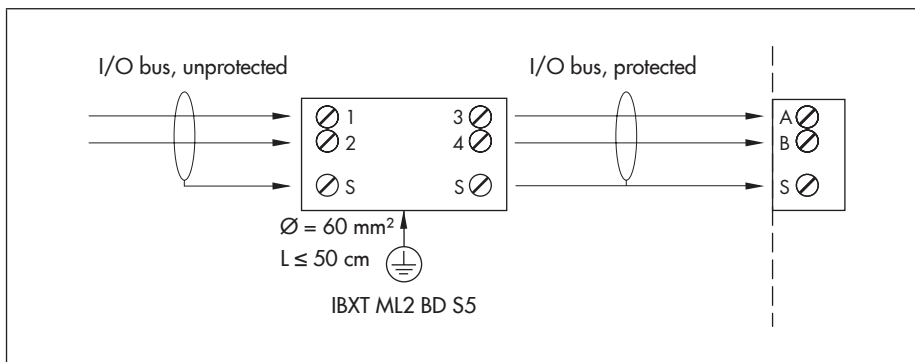 I/O bus, unprotected
I/O bus, protected
1 3 A
2 4 B
S S S
Ø = 60 mm²
L ≤ 50 cm
IBXT ML2 BD S5